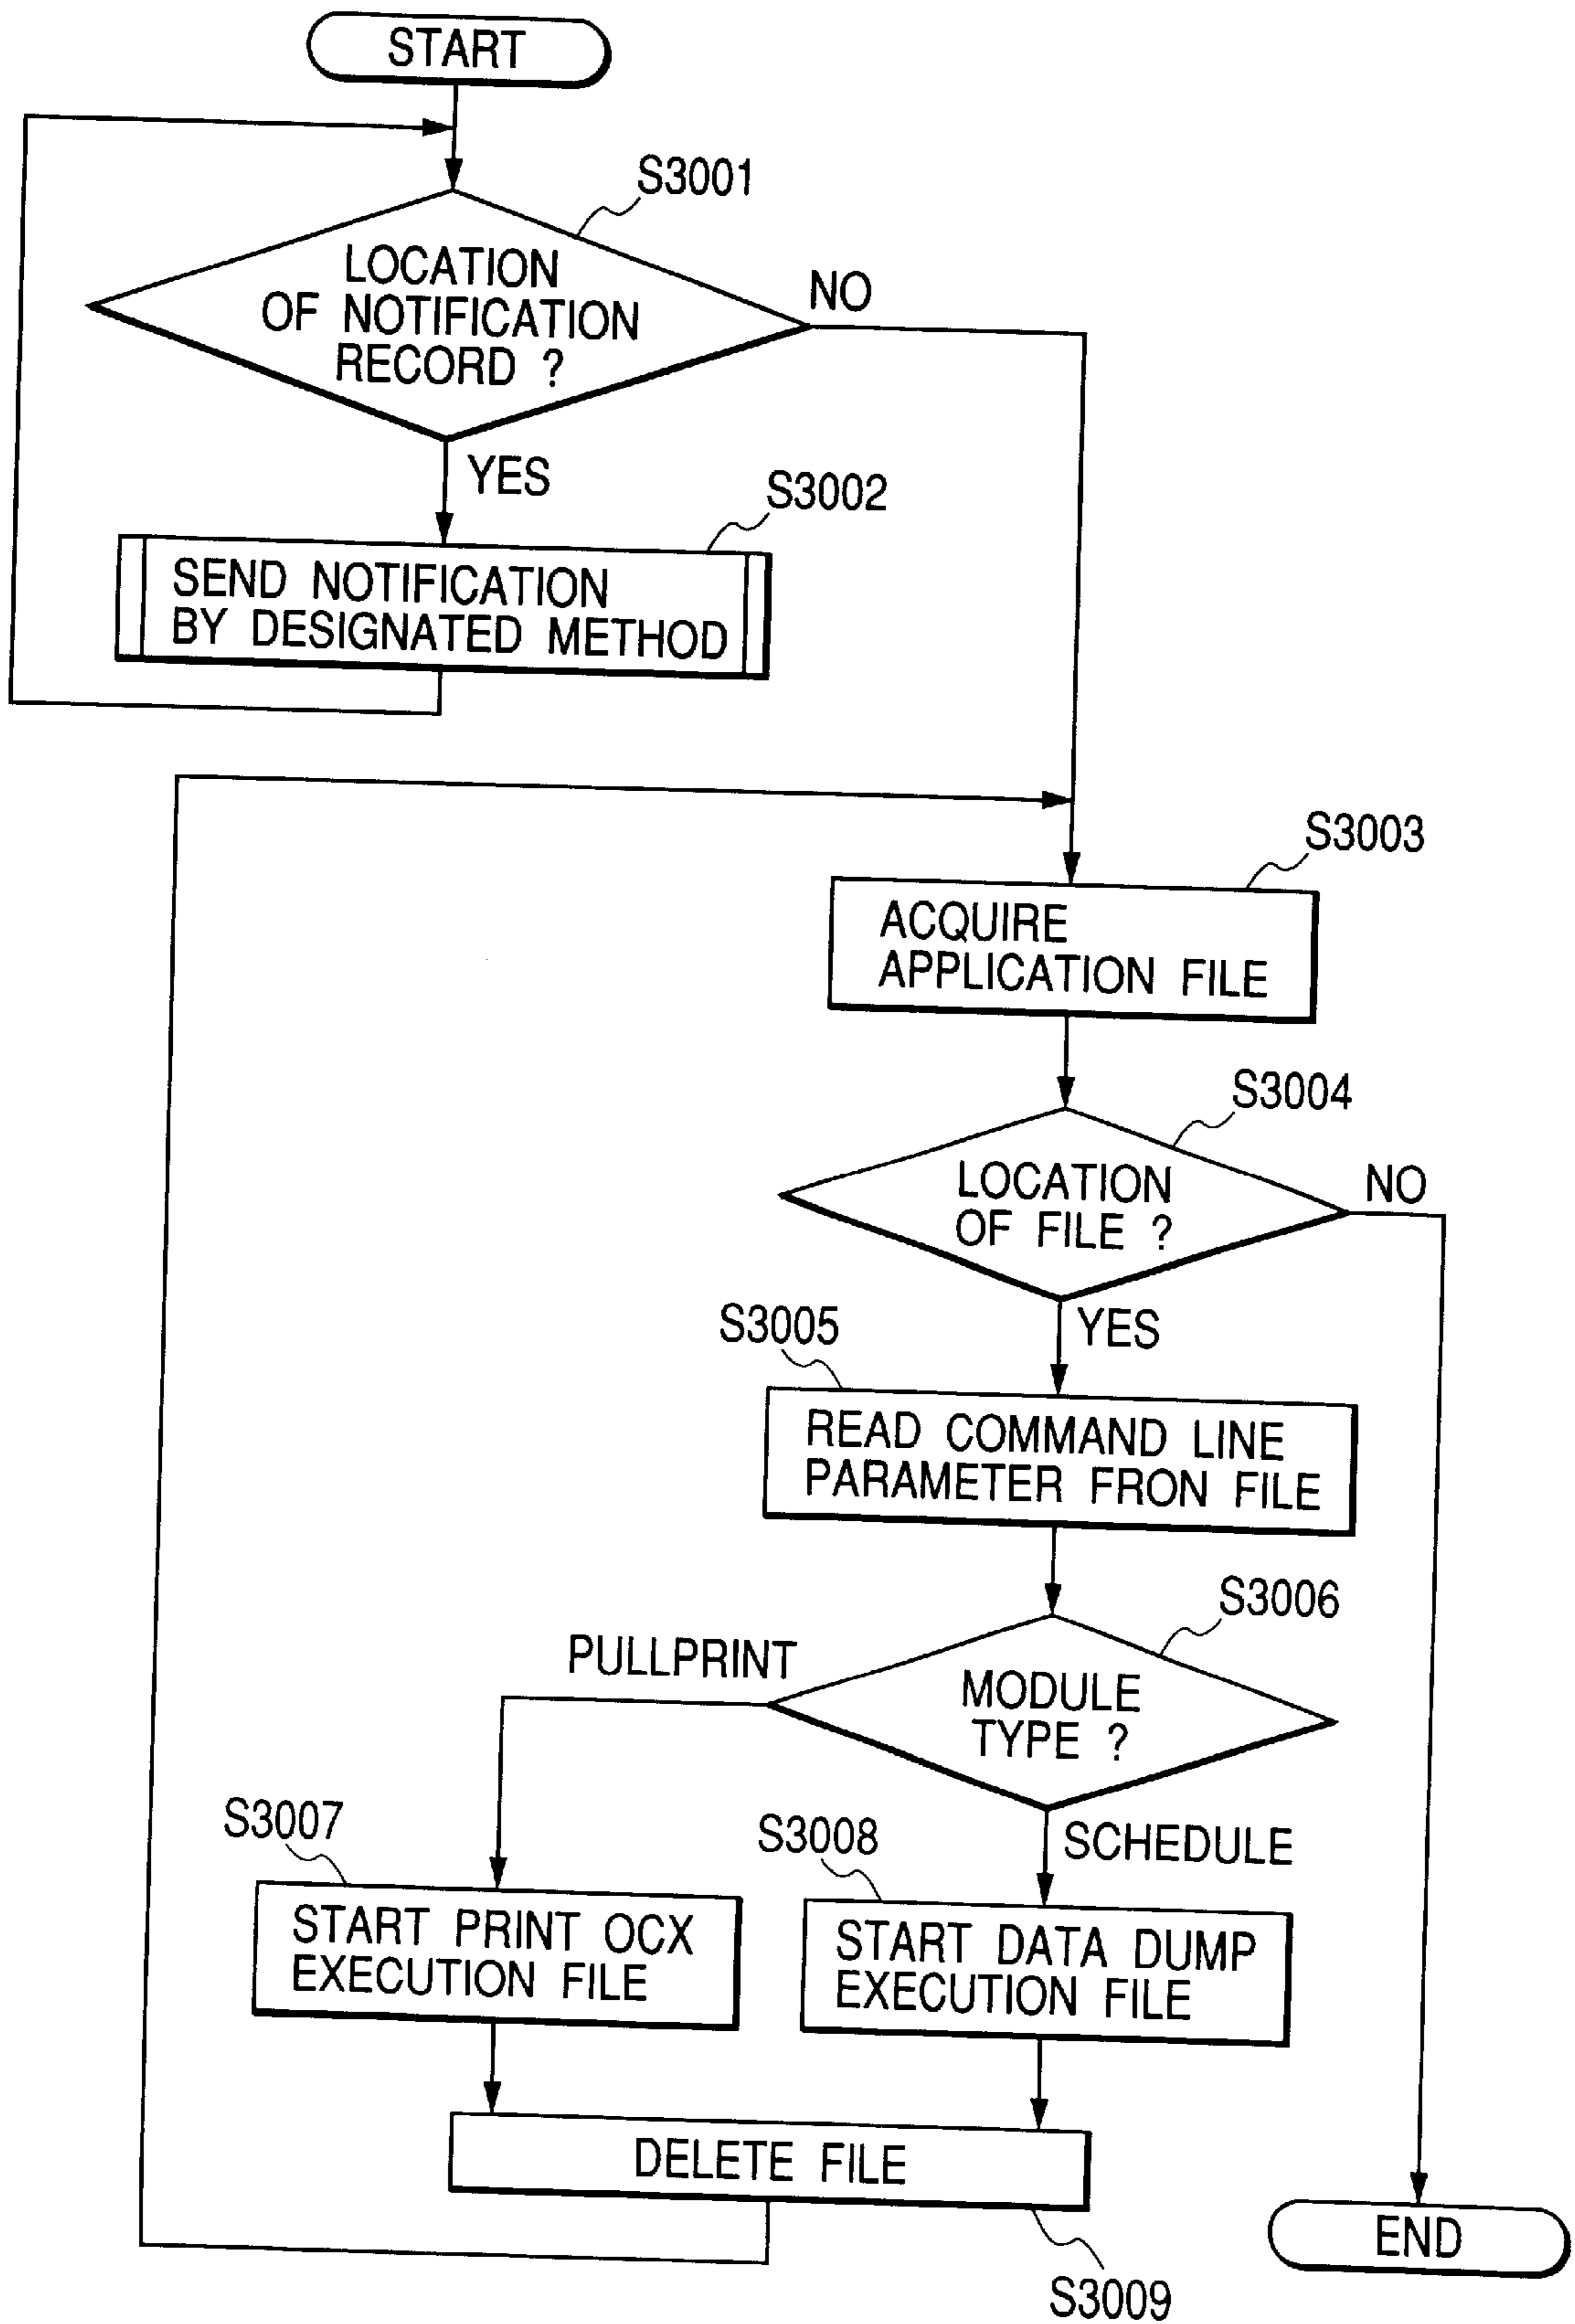 START
S3001
LOCATION
OF NOTIFICATION
RECORD ?
NO
YES
S3002
SEND NOTIFICATION
BY DESIGNATED METHOD
S3003
ACQUIRE
APPLICATION FILE
S3004
LOCATION
OF FILE ?
NO
YES
S3005
READ COMMAND LINE
PARAMETER FRON FILE
S3006
PULLPRINT
MODULE
TYPE ?
SCHEDULE
S3007
START PRINT OCX
EXECUTION FILE
S3008
START DATA DUMP
EXECUTION FILE
DELETE FILE
S3009
END